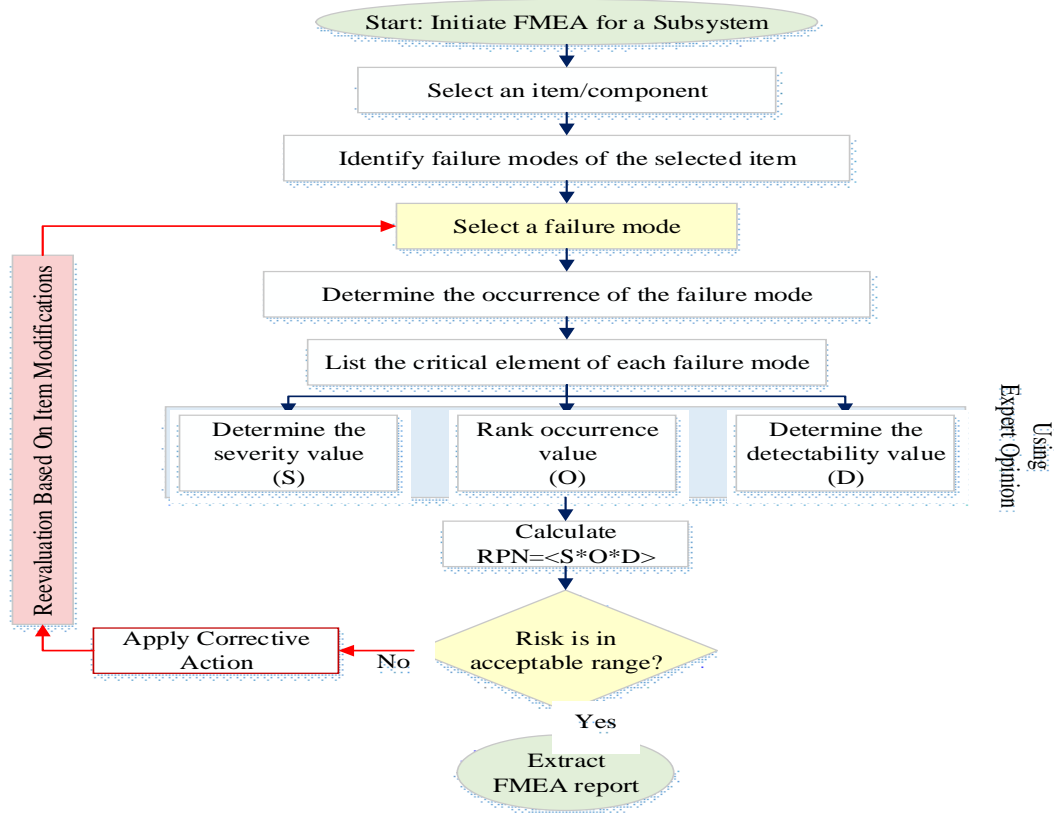 Start: Initiate FMEA for a Subsystem
Select an item/component
Identify failure modes of the selected item
Select a failure mode
Determine the occurrence of the failure mode
List the critical element of each failure mode
Determine the
severity value
(S)
Rank occurrence
value
(O)
Determine the
detectability value
(D)
Using
Expert Opinion
Calculate
RPN=<S*O*D>
Risk is in
acceptable range?
No
Apply Corrective
Action
Reevaluation Based On Item Modifications
Yes
Extract
FMEA report